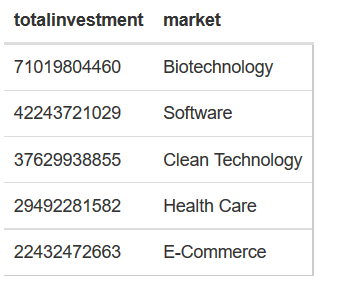 totalinvestment market
71019804460 Biotechnology
42243721029 Software
37629938855 Clean Technology
29492281582 Health Care
22432472663 E-Commerce